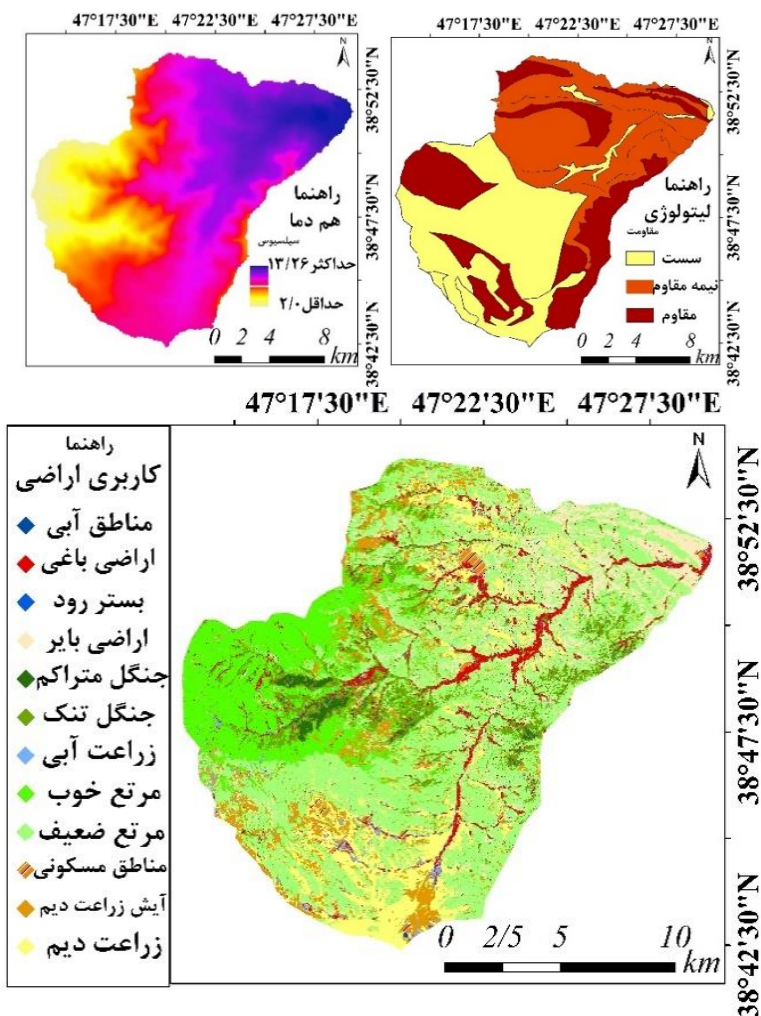 47°17'30"E 47°22'30"E 47°27'30"E
N
38°52'30"N
38°47'30"N
38°42'30"N
راهنما
هم دما
سیلسیوس
حداکثر ۱۳/۲۶
حداقل ۲/۰
0 2 4 8
km
47°17'30"E 47°22'30"E 47°27'30"E
N
38°52'30"N
38°47'30"N
38°42'30"N
راهنما
لیتولوژی
مقاومت
سست
نیمه مقاوم
مقاوم
0 2 4 8
km
47°17'30"E 47°22'30"E 47°27'30"E
N
38°52'30"N
38°47'30"N
38°42'30"N
راهنما
کاربری اراضی
مناطق آبی
اراضی باغی
بستر رود
اراضی بایر
جنگل متراکم
جنگل تنک
زراعت آبی
مرتع خوب
مرتع ضعیف
مناطق مسکونی
آیش زراعت دیم
زراعت دیم
0 2/5 5 10
km